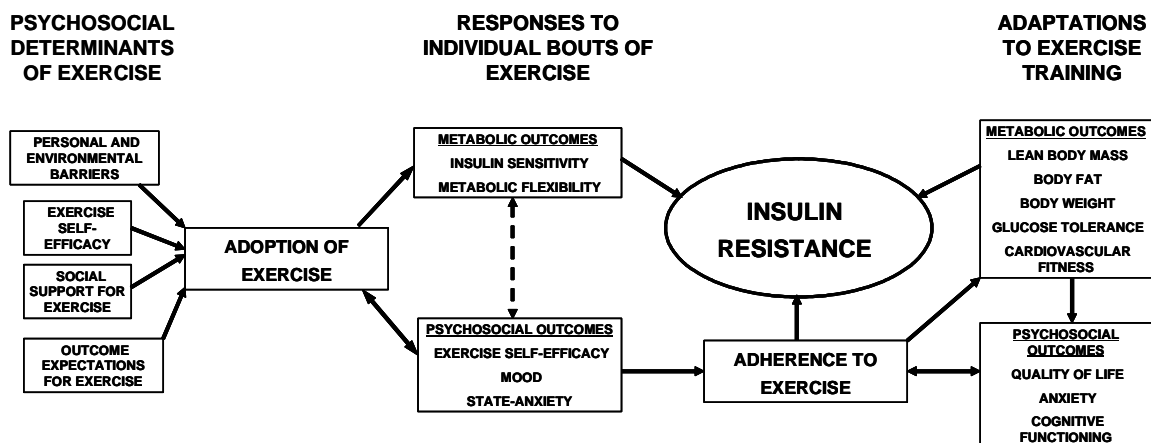 PSYCHOSOCIAL
DETERMINANTS
OF EXERCISE
RESPONSES TO
INDIVIDUAL BOUTS OF
EXERCISE
ADAPTATIONS
TO EXERCISE
TRAINING
PERSONAL AND
ENVIRONMENTAL
BARRIERS
EXERCISE
SELF-
EFFICACY
SOCIAL
SUPPORT FOR
EXERCISE
OUTCOME
EXPECTATIONS
FOR EXERCISE
ADOPTION OF
EXERCISE
METABOLIC OUTCOMES
INSULIN SENSITIVITY
METABOLIC FLEXIBILITY
PSYCHOSOCIAL OUTCOMES
EXERCISE SELF-EFFICACY
MOOD
STATE-ANXIETY
INSULIN
RESISTANCE
ADHERENCE TO
EXERCISE
METABOLIC OUTCOMES
LEAN BODY MASS
BODY FAT
BODY WEIGHT
GLUCOSE TOLERANCE
CARDIOVASCULAR
FITNESS
PSYCHOSOCIAL
OUTCOMES
QUALITY OF LIFE
ANXIETY
COGNITIVE
FUNCTIONING